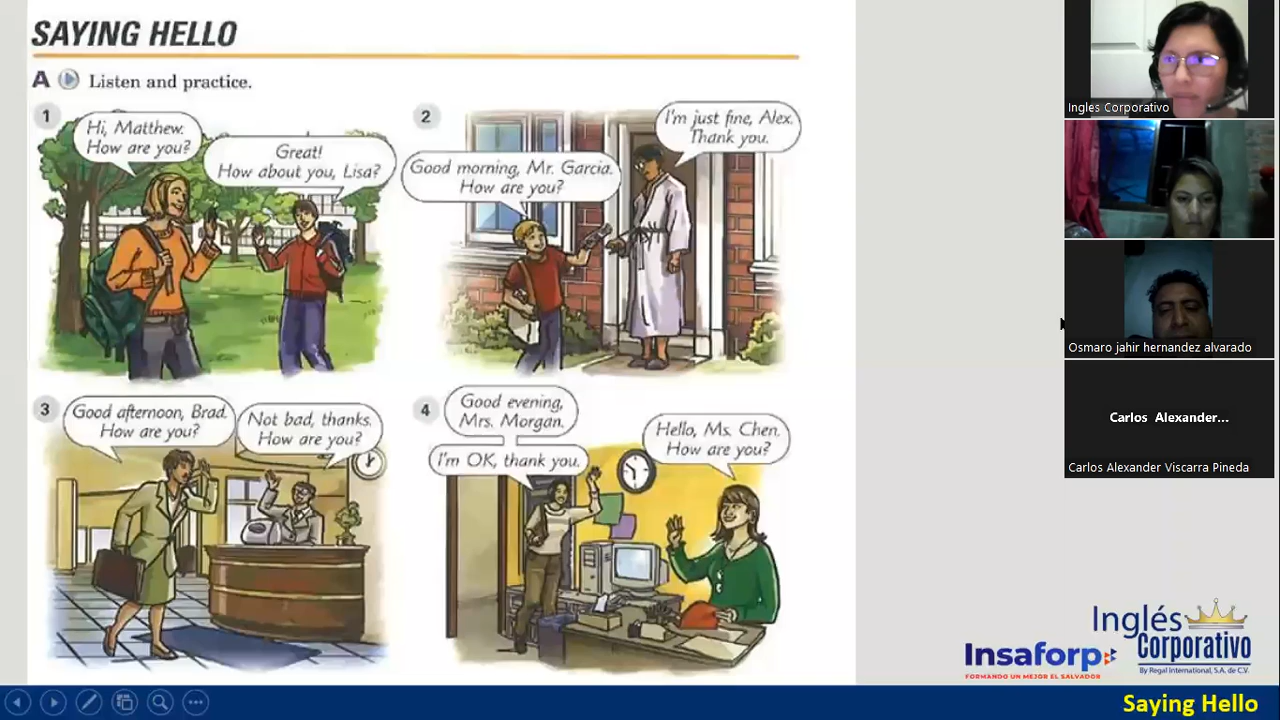 SAYING HELLO
A Listen and practice.
1
Hi, Matthew.
How are you?
Great!
How about you, Lisa?
2
Good morning, Mr. Garcia.
How are you?
I'm just fine, Alex.
Thank you.
3
Good afternoon, Brad.
How are you?
Not bad, thanks.
How are you?
4
Good evening,
Mrs. Morgan.
I'm OK, thank you.
Hello, Ms. Chen.
How are you?
Ingles Corporativo
Osmaro jahir hernandez alvarado
Carlos Alexander...
Carlos Alexander Viscarra Pineda
Insaforp
FORMANDO UN MEJOR EL SALVADOR
Inglés
Corporativo
By Regal International, S.A. de C.V.
Saying Hello